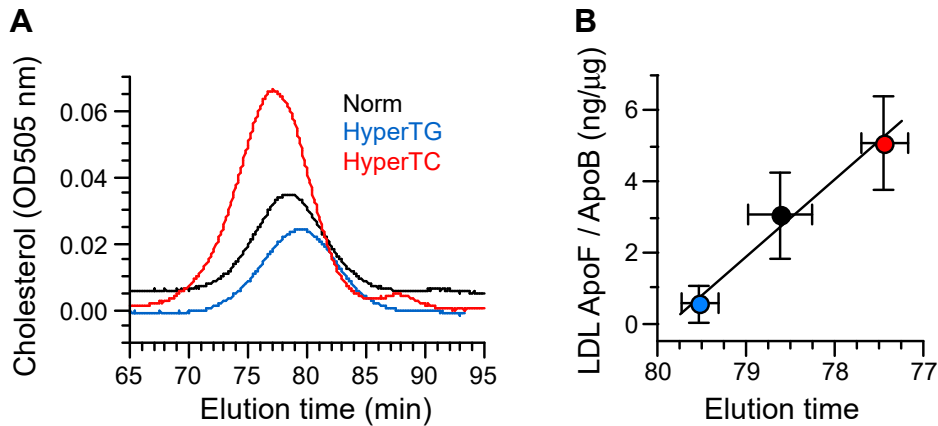 A
Cholesterol (OD505 nm)
0.06
0.04
0.02
0.00
Norm
HyperTG
HyperTC
65 70 75 80 85 90 95
Elution time (min)
B
LDL ApoF / ApoB (ng/μg)
6
4
2
0
80 79 78 77
Elution time